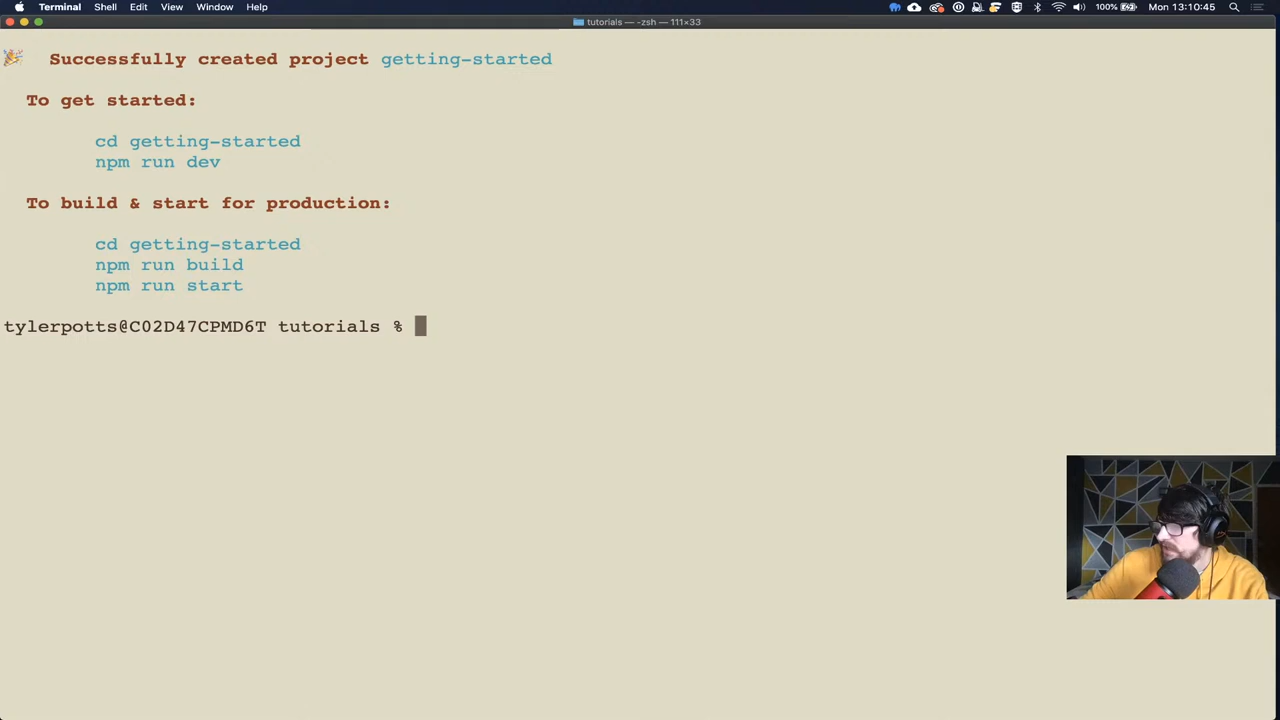 Terminal Shell Edit View Window Help 100% Mon 13:10:45
tutorials — -zsh — 111×33
🎉 Successfully created project getting-started
To get started:
cd getting-started
npm run dev
To build & start for production:
cd getting-started
npm run build
npm run start
tylerpotts@C02D47CPMD6T tutorials %